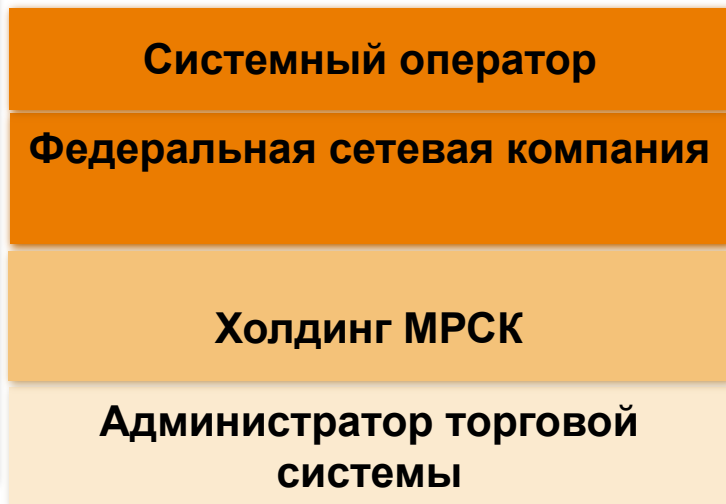 Системный оператор
Федеральная сетевая компания
Холдинг МРСК
Администратор торговой
системы